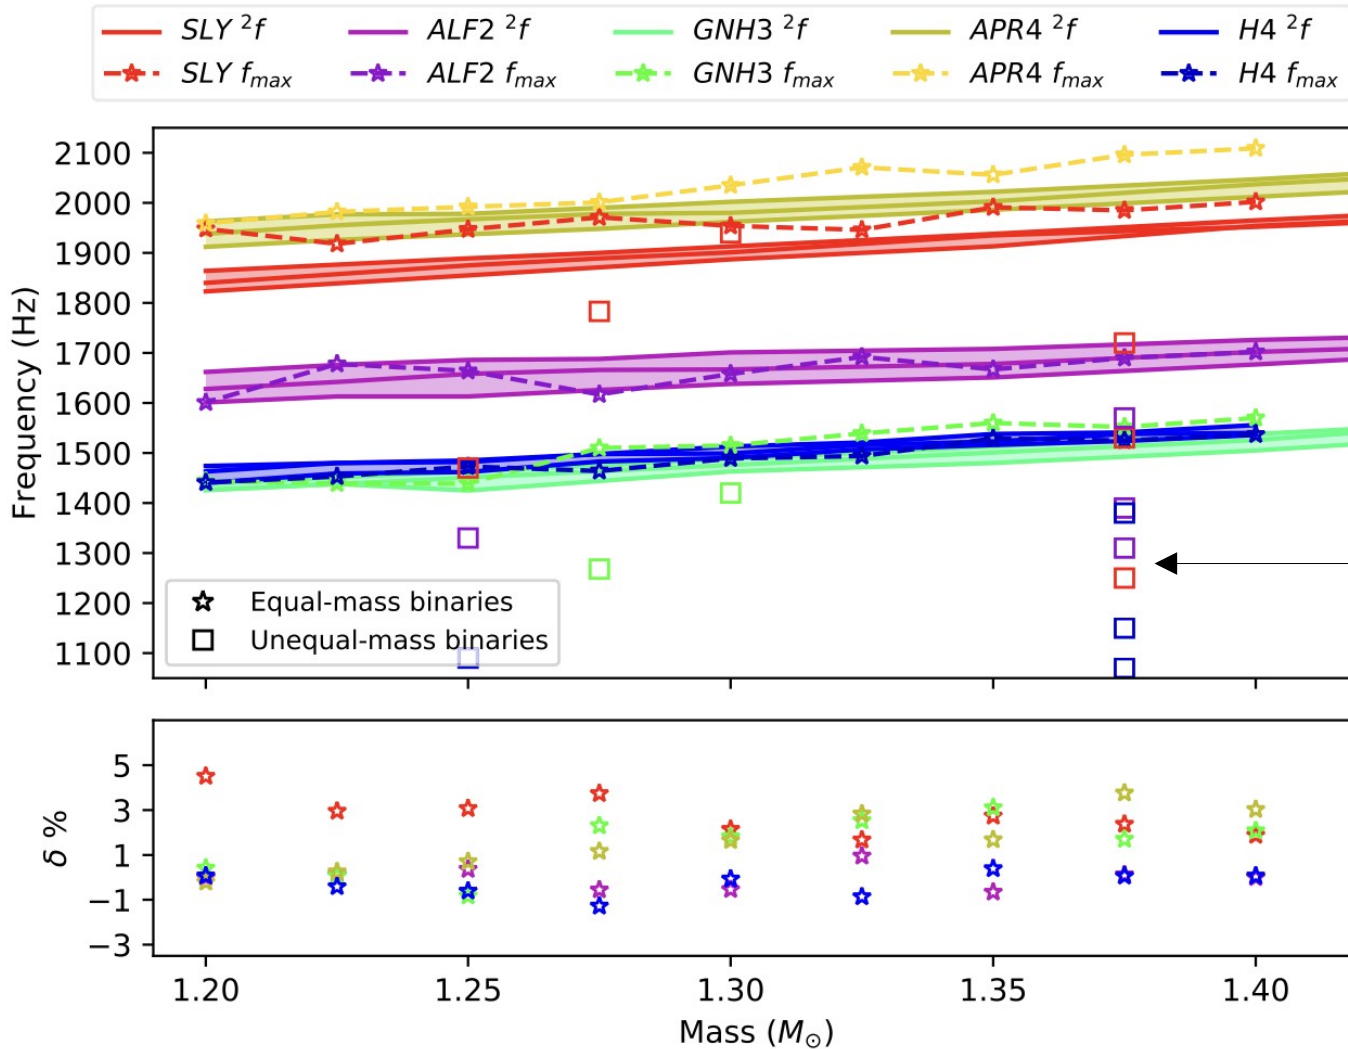 SLY ²f ALF2 ²f GNH3 ²f APR4 ²f H4 ²f
SLY f_max ALF2 f_max GNH3 f_max APR4 f_max H4 f_max
2100
2000
1900
1800
1700
1600
1500
1400
1300
1200
1100
Frequency (Hz)
Equal-mass binaries
Unequal-mass binaries
5
3
1
−1
−3
δ %
1.20 1.25 1.30 1.35 1.40
Mass (M⊙)